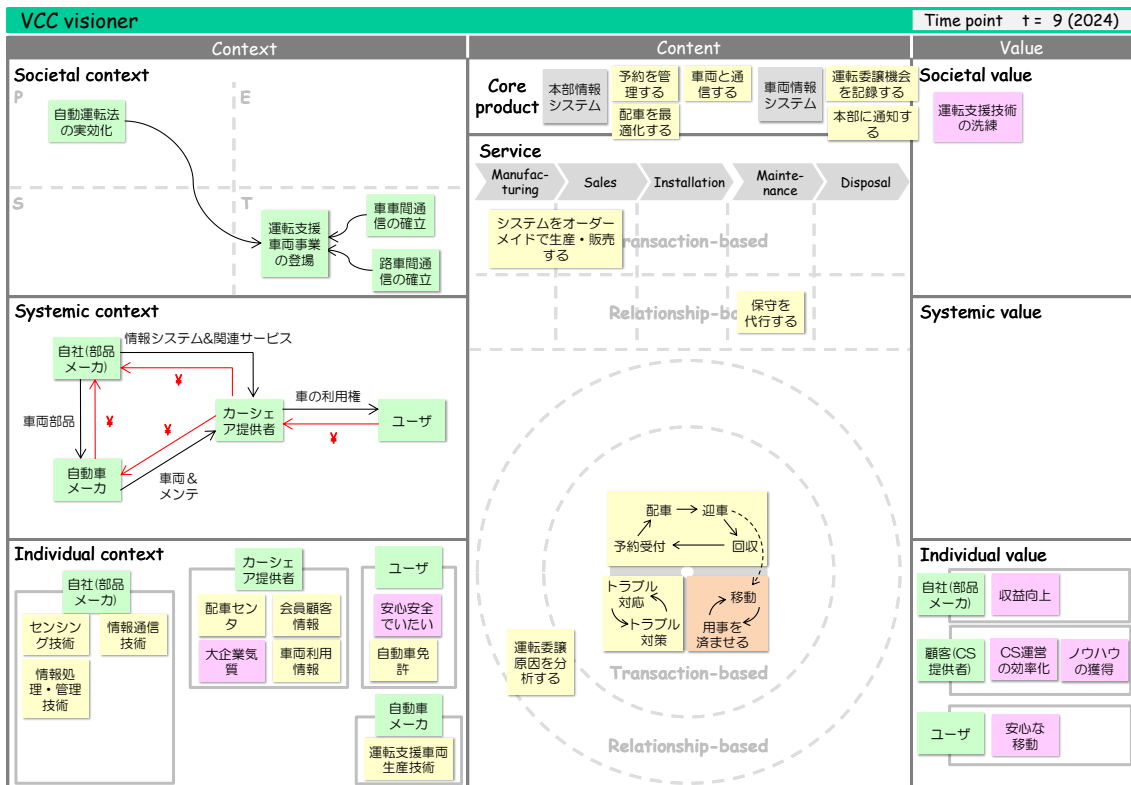 VCC visioner
Time point t = 9 (2024)
Context
Content
Value
Societal context
P
E
S
T
自動運転法
の実効化
運転支援
車両事業
の登場
車車間通
信の確立
路車間通
信の確立
Systemic context
情報システム&関連サービス
自社(部品
メーカ)
¥
車両部品
¥
¥
カーシェ
ア提供者
車の利用権
¥
ユーザ
自動車
メーカ
車両&
メンテ
Individual context
自社(部品
メーカ)
センシン
グ技術
情報通信
技術
情報処
理・管理
技術
カーシェ
ア提供者
配車セン
タ
会員顧客
情報
大企業気
質
車両利用
情報
ユーザ
安心安全
でいたい
自動車免
許
自動車
メーカ
運転支援車両
生産技術
Core
product
本部情報
システム
予約を管
理する
車両と通
信する
配車を最
適化する
車両情報
システム
運転委譲機会
を記録する
本部に通知す
る
Service
Manufac-
turing
Sales
Installation
Mainte-
nance
Disposal
システムをオーダー
メイドで生産・販売
する
ransaction-based
Relationship-ba
保守を
代行する
配車
迎車
予約受付
回収
トラブル
対応
トラブル
対策
移動
用事を
済ませる
運転委譲
原因を分
析する
Transaction-based
Relationship-based
Societal value
運転支援技術
の洗練
Systemic value
Individual value
自社(部品
メーカ)
収益向上
顧客(CS
提供者)
CS運営
の効率化
ノウハウ
の獲得
ユーザ
安心な
移動